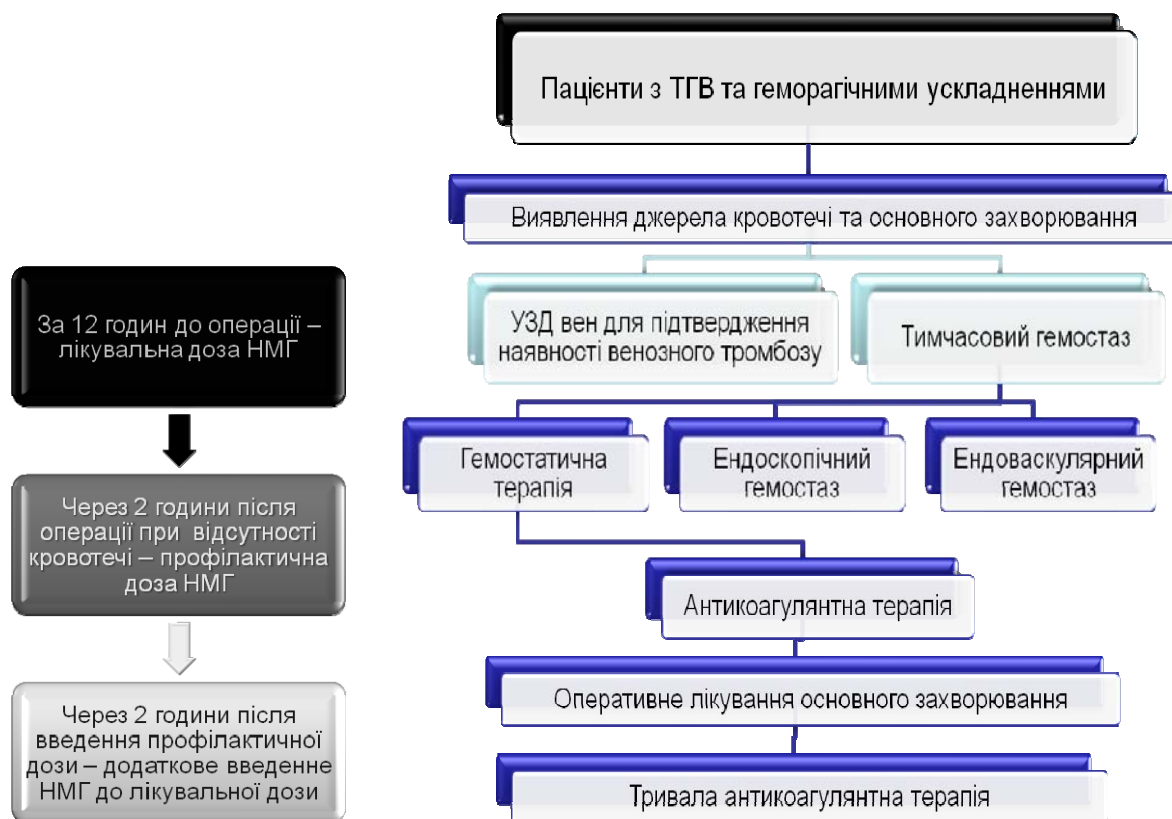 Пацієнти з ТГВ та геморагічними ускладненнями
Виявлення джерела кровотечі та основного захворювання
УЗД вен для підтвердження
наявності венозного тромбозу
Тимчасовий гемостаз
Гемостатична
терапія
Ендоскопічний
гемостаз
Ендоваскулярний
гемостаз
Антикоагулянтна терапія
Оперативне лікування основного захворювання
Тривала антикоагулянтна терапія
За 12 годин до операції –
лікувальна доза НМГ
Через 2 години після
операції при відсутності
кровотечі – профілактична
доза НМГ
Через 2 години після
введення профілактичної
дози – додаткове введенне
НМГ до лікувальної дози